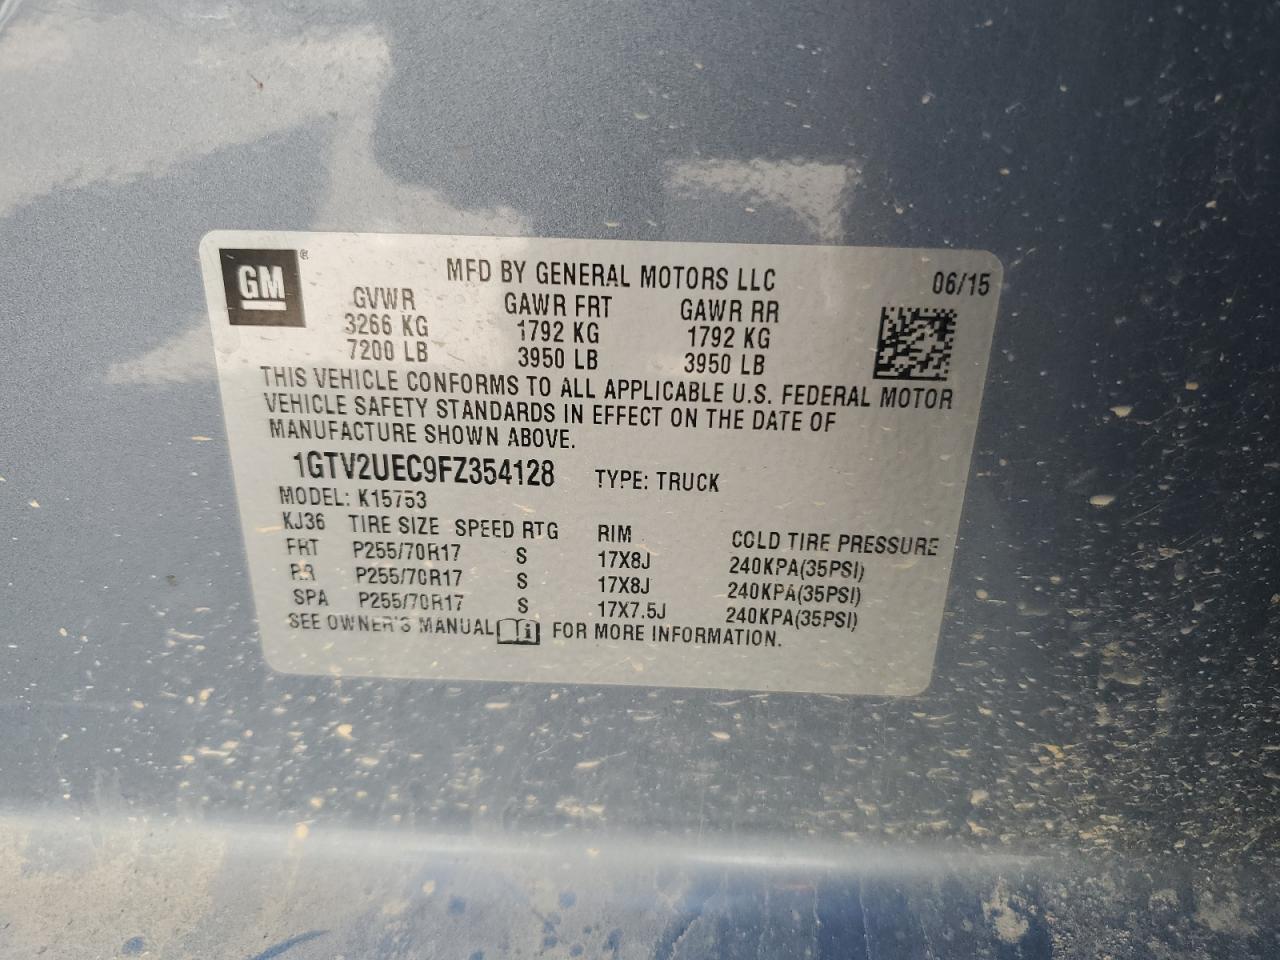 GM ®
MFD BY GENERAL MOTORS LLC 06/15
GVWR GAWR FRT GAWR RR
3266 KG 1792 KG 1792 KG
7200 LB 3950 LB 3950 LB
THIS VEHICLE CONFORMS TO ALL APPLICABLE U.S. FEDERAL MOTOR
VEHICLE SAFETY STANDARDS IN EFFECT ON THE DATE OF
MANUFACTURE SHOWN ABOVE.
1GTV2UEC9FZ354128 TYPE: TRUCK
MODEL: K15753
KJ36 TIRE SIZE SPEED RTG RIM COLD TIRE PRESSURE
FRT P255/70R17 S 17X8J 240KPA(35PSI)
RR P255/70R17 S 17X8J 240KPA(35PSI)
SPA P255/70R17 S 17X7.5J 240KPA(35PSI)
SEE OWNER'S MANUAL FOR MORE INFORMATION.